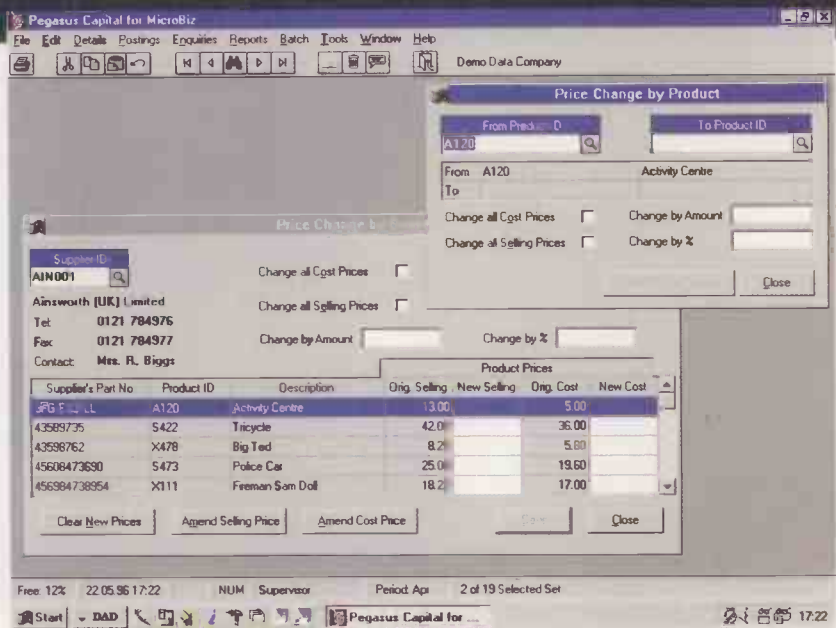 Pegasus Capital for MicroBiz
File Edit Details Postings Enquiries Reports Batch Tools Window Help
Demo Data Company
Price Change by Product
From Product ID To Product ID
A120
From A120 Activity Centre
To
Change all Cost Prices Change by Amount
Change all Selling Prices Change by %
Close
Price Change by
Supplier ID
AIN001
Change all Cost Prices
Ainsworth (UK) Limited
Change all Selling Prices
Tel: 0121 784976
Fax: 0121 784977
Change by Amount Change by %
Contact: Mrs. R. Biggs
Product Prices
Supplier's Part No Product ID Description Orig. Selling New Selling Orig. Cost New Cost
A120 Activity Centre 13.00 5.00
43589735 S422 Tricycle 42.0 36.00
43598762 X478 Big Ted 8.2 5.80
45608473690 S473 Police Car 25.0 19.60
456984738954 X111 Fireman Sam Doll 18.2 17.00
Clear New Prices Amend Selling Price Amend Cost Price Close
Free: 12% 22.05.96 17:22 NUM Supervisor Period: Apr 2 of 19 Selected Set
Start DAD Pegasus Capital for ... 17:22